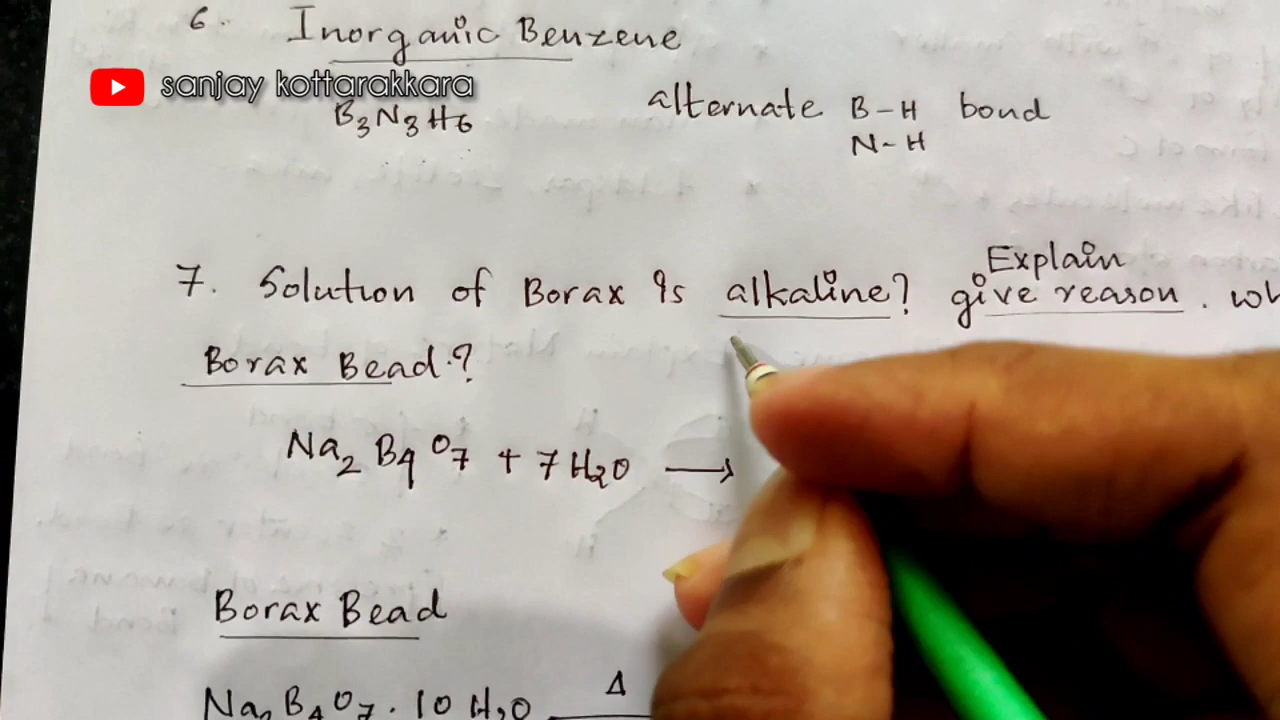 6. Inorganic Benzene
sanjay kottarakkara
B3N3H6 alternate B-H bond
N-H
Explain
7. Solution of Borax is alkaline? give reason. Wh
Borax Bead.?
Na2B4O7 + 7H2O →
Borax Bead
Δ
Na2B4O7 . 10 H2O